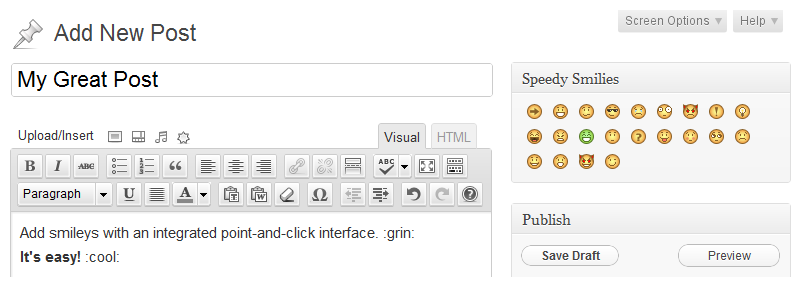 Screen Options Help
Add New Post
My Great Post
Speedy Smilies
Upload/Insert
Visual HTML
B I ABC ABC
Paragraph U A Ω
Add smileys with an integrated point-and-click interface. :grin:
It's easy! :cool:
Publish
Save Draft Preview